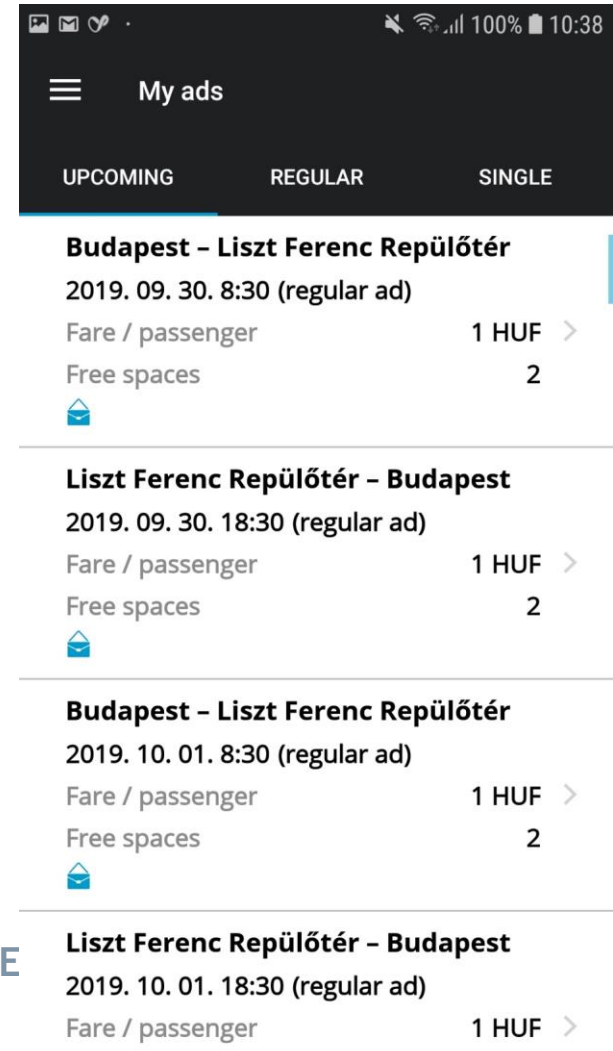 100% 10:38
My ads
UPCOMING REGULAR SINGLE
Budapest – Liszt Ferenc Repülőtér
2019. 09. 30. 8:30 (regular ad)
Fare / passenger 1 HUF
Free spaces 2
Liszt Ferenc Repülőtér – Budapest
2019. 09. 30. 18:30 (regular ad)
Fare / passenger 1 HUF
Free spaces 2
Budapest – Liszt Ferenc Repülőtér
2019. 10. 01. 8:30 (regular ad)
Fare / passenger 1 HUF
Free spaces 2
Liszt Ferenc Repülőtér – Budapest
E
2019. 10. 01. 18:30 (regular ad)
Fare / passenger 1 HUF